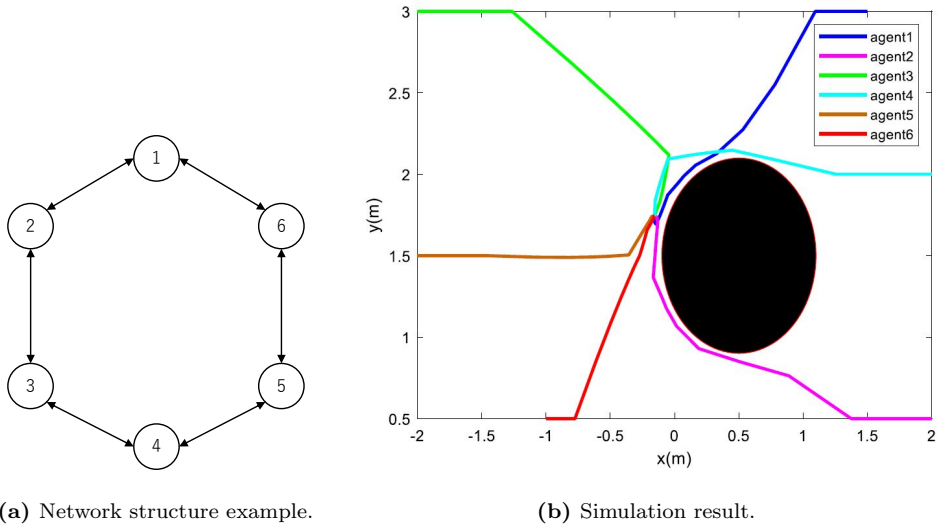 1
2
6
3
5
4
(a) Network structure example.
3
2.5
2
1.5
1
0.5
y(m)
-2
-1.5
-1
-0.5
0
0.5
1
1.5
2
x(m)
agent1
agent2
agent3
agent4
agent5
agent6
(b) Simulation result.